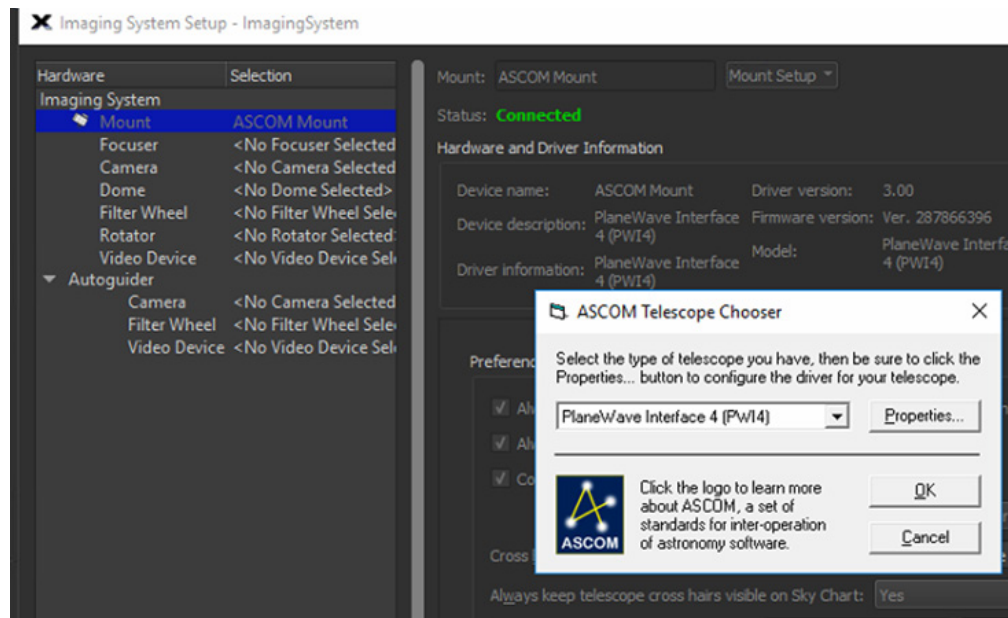 Imaging System Setup - ImagingSystem
Hardware Selection
Imaging System
Mount ASCOM Mount
Focuser <No Focuser Selected
Camera <No Camera Selected
Dome <No Dome Selected>
Filter Wheel <No Filter Wheel Sele
Rotator <No Rotator Selected
Video Device <No Video Device Sel
Autoguider
Camera <No Camera Selected
Filter Wheel <No Filter Wheel Sele
Video Device <No Video Device Sel
Mount: ASCOM Mount Mount Setup
Status: Connected
Hardware and Driver Information
Device name: ASCOM Mount Driver version: 3.00
Device description: PlaneWave Interface 4 (PWI4) Firmware version: Ver. 287866396
Driver information: PlaneWave Interface 4 (PWI4) Model: PlaneWave Interfa
4 (PWI4)
Preferenc
Al
Al
Co
Cross
Always keep telescope cross hairs visible on Sky Chart: Yes
ASCOM Telescope Chooser
Select the type of telescope you have, then be sure to click the
Properties... button to configure the driver for your telescope.
PlaneWave Interface 4 (PWI4) Properties...
Click the logo to learn more
about ASCOM, a set of
standards for inter-operation
of astronomy software.
ASCOM
OK
Cancel